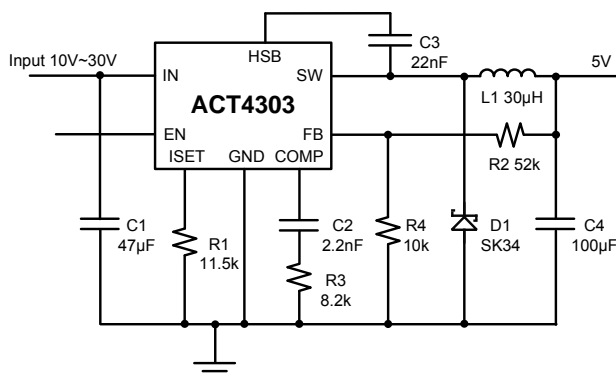 HSB
C3
22nF
Input 10V~30V
IN
SW
5V
L1 30μH
ACT4303
EN
FB
R2 52k
ISET
GND
COMP
C1
47μF
R1
11.5k
C2
2.2nF
R3
8.2k
R4
10k
D1
SK34
C4
100μF